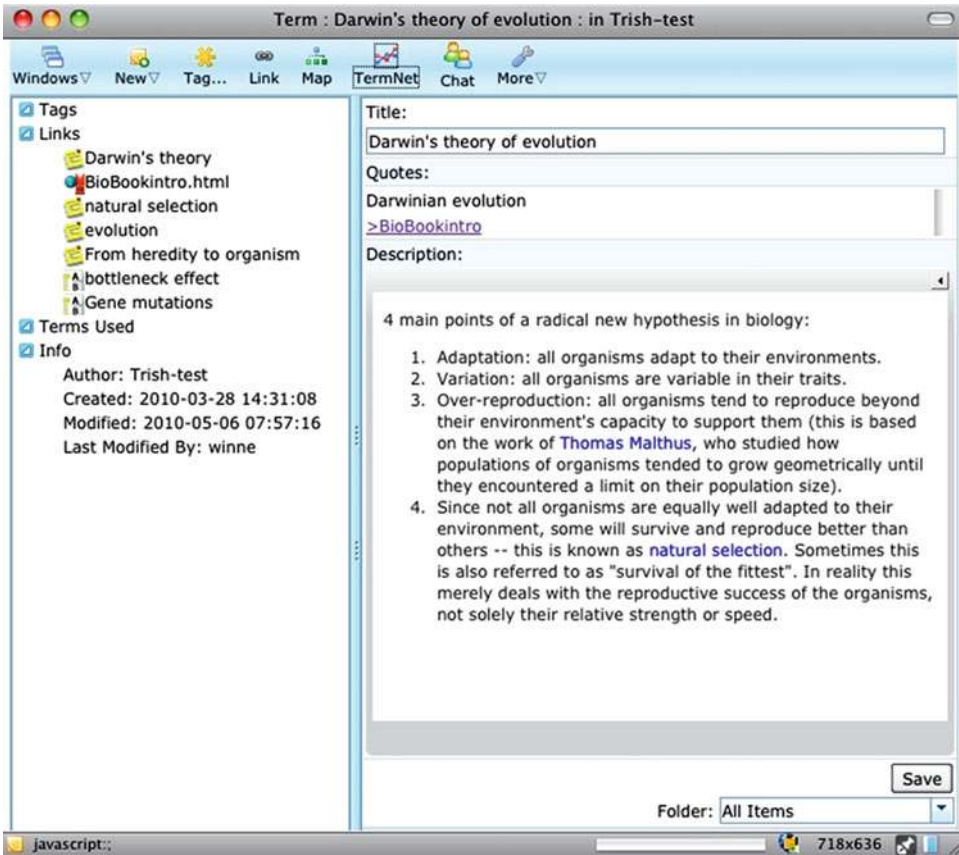 Term : Darwin's theory of evolution : in Trish-test
Windows▽ New▽ Tag... Link Map TermNet Chat More▽
Tags
Links
Darwin's theory
BioBookintro.html
natural selection
evolution
From heredity to organism
bottleneck effect
Gene mutations
Terms Used
Info
Author: Trish-test
Created: 2010-03-28 14:31:08
Modified: 2010-05-06 07:57:16
Last Modified By: winne
Title:
Darwin's theory of evolution
Quotes:
Darwinian evolution
>BioBookintro
Description:
4 main points of a radical new hypothesis in biology:
1. Adaptation: all organisms adapt to their environments.
2. Variation: all organisms are variable in their traits.
3. Over-reproduction: all organisms tend to reproduce beyond
their environment's capacity to support them (this is based
on the work of Thomas Malthus, who studied how
populations of organisms tended to grow geometrically until
they encountered a limit on their population size).
4. Since not all organisms are equally well adapted to their
environment, some will survive and reproduce better than
others -- this is known as natural selection. Sometimes this
is also referred to as "survival of the fittest". In reality this
merely deals with the reproductive success of the organisms,
not solely their relative strength or speed.
Save
Folder: All Items
javascript:;
718x636